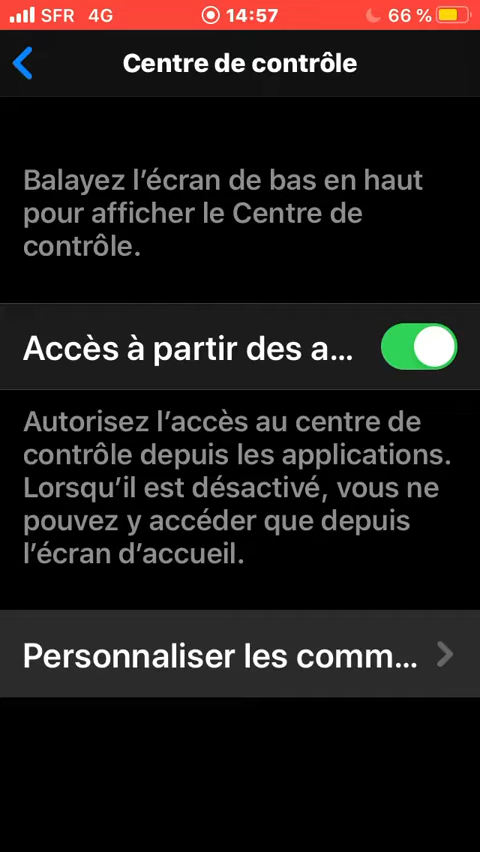 SFR 4G 14:57 66 %
Centre de contrôle
Balayez l’écran de bas en haut
pour afficher le Centre de
contrôle.
Accès à partir des a...
Autorisez l’accès au centre de
contrôle depuis les applications.
Lorsqu’il est désactivé, vous ne
pouvez y accéder que depuis
l’écran d’accueil.
Personnaliser les comm...